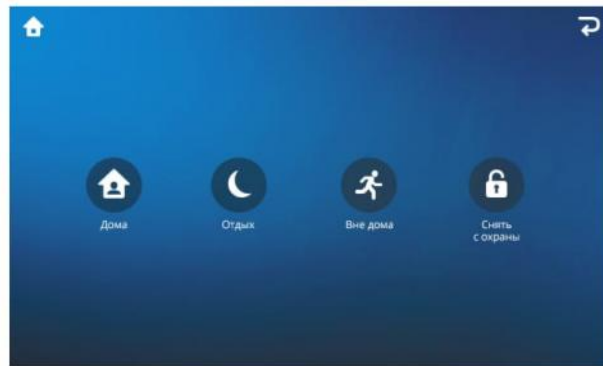 Дома
Отдых
Вне дома
Снять
с охраны